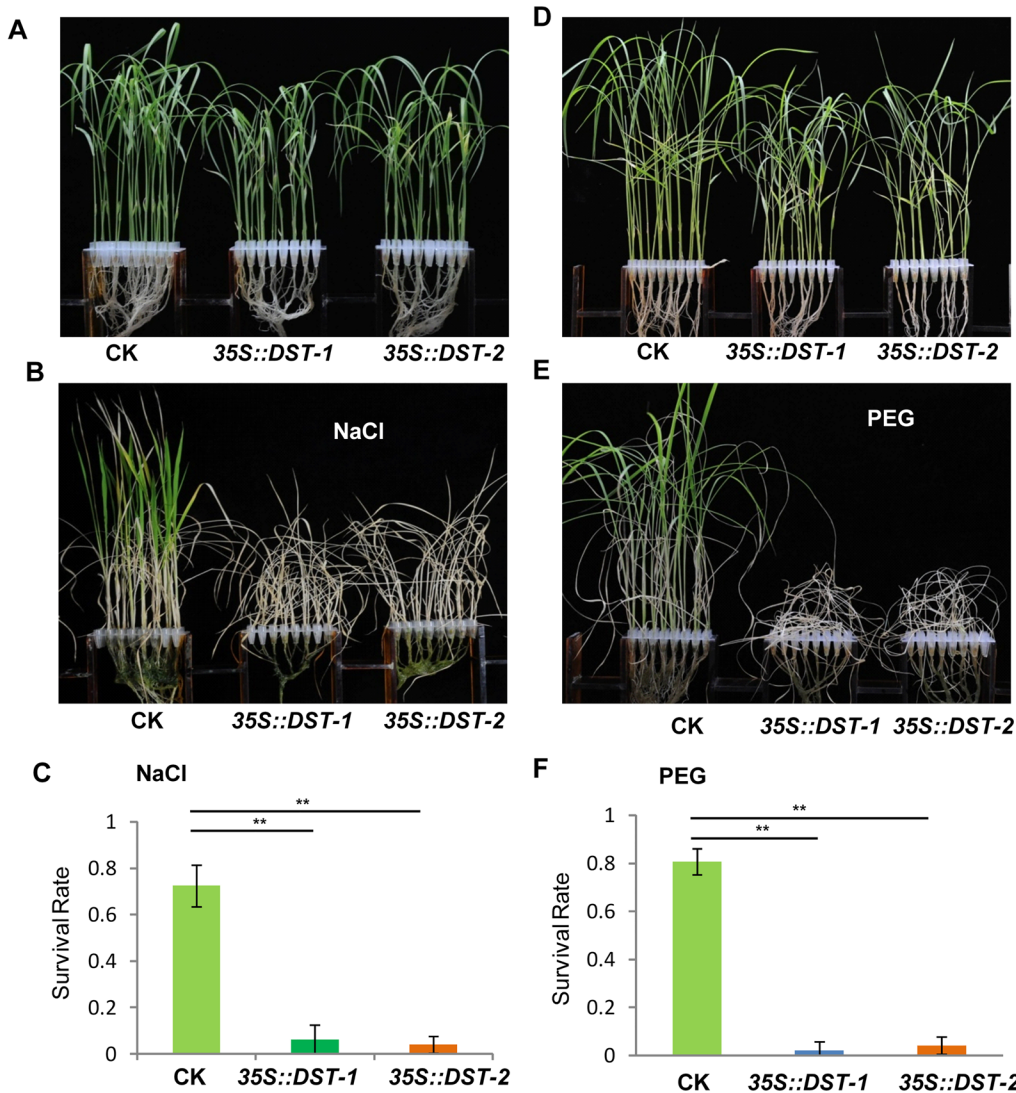 A
CK 35S::DST-1 35S::DST-2
B
NaCl
CK 35S::DST-1 35S::DST-2
C NaCl
**
**
1
0.8
0.6
0.4
0.2
0
Survival Rate
CK 35S::DST-1 35S::DST-2
D
CK 35S::DST-1 35S::DST-2
E
PEG
CK 35S::DST-1 35S::DST-2
F PEG
**
**
1
0.8
0.6
0.4
0.2
0
Survival Rate
CK 35S::DST-1 35S::DST-2